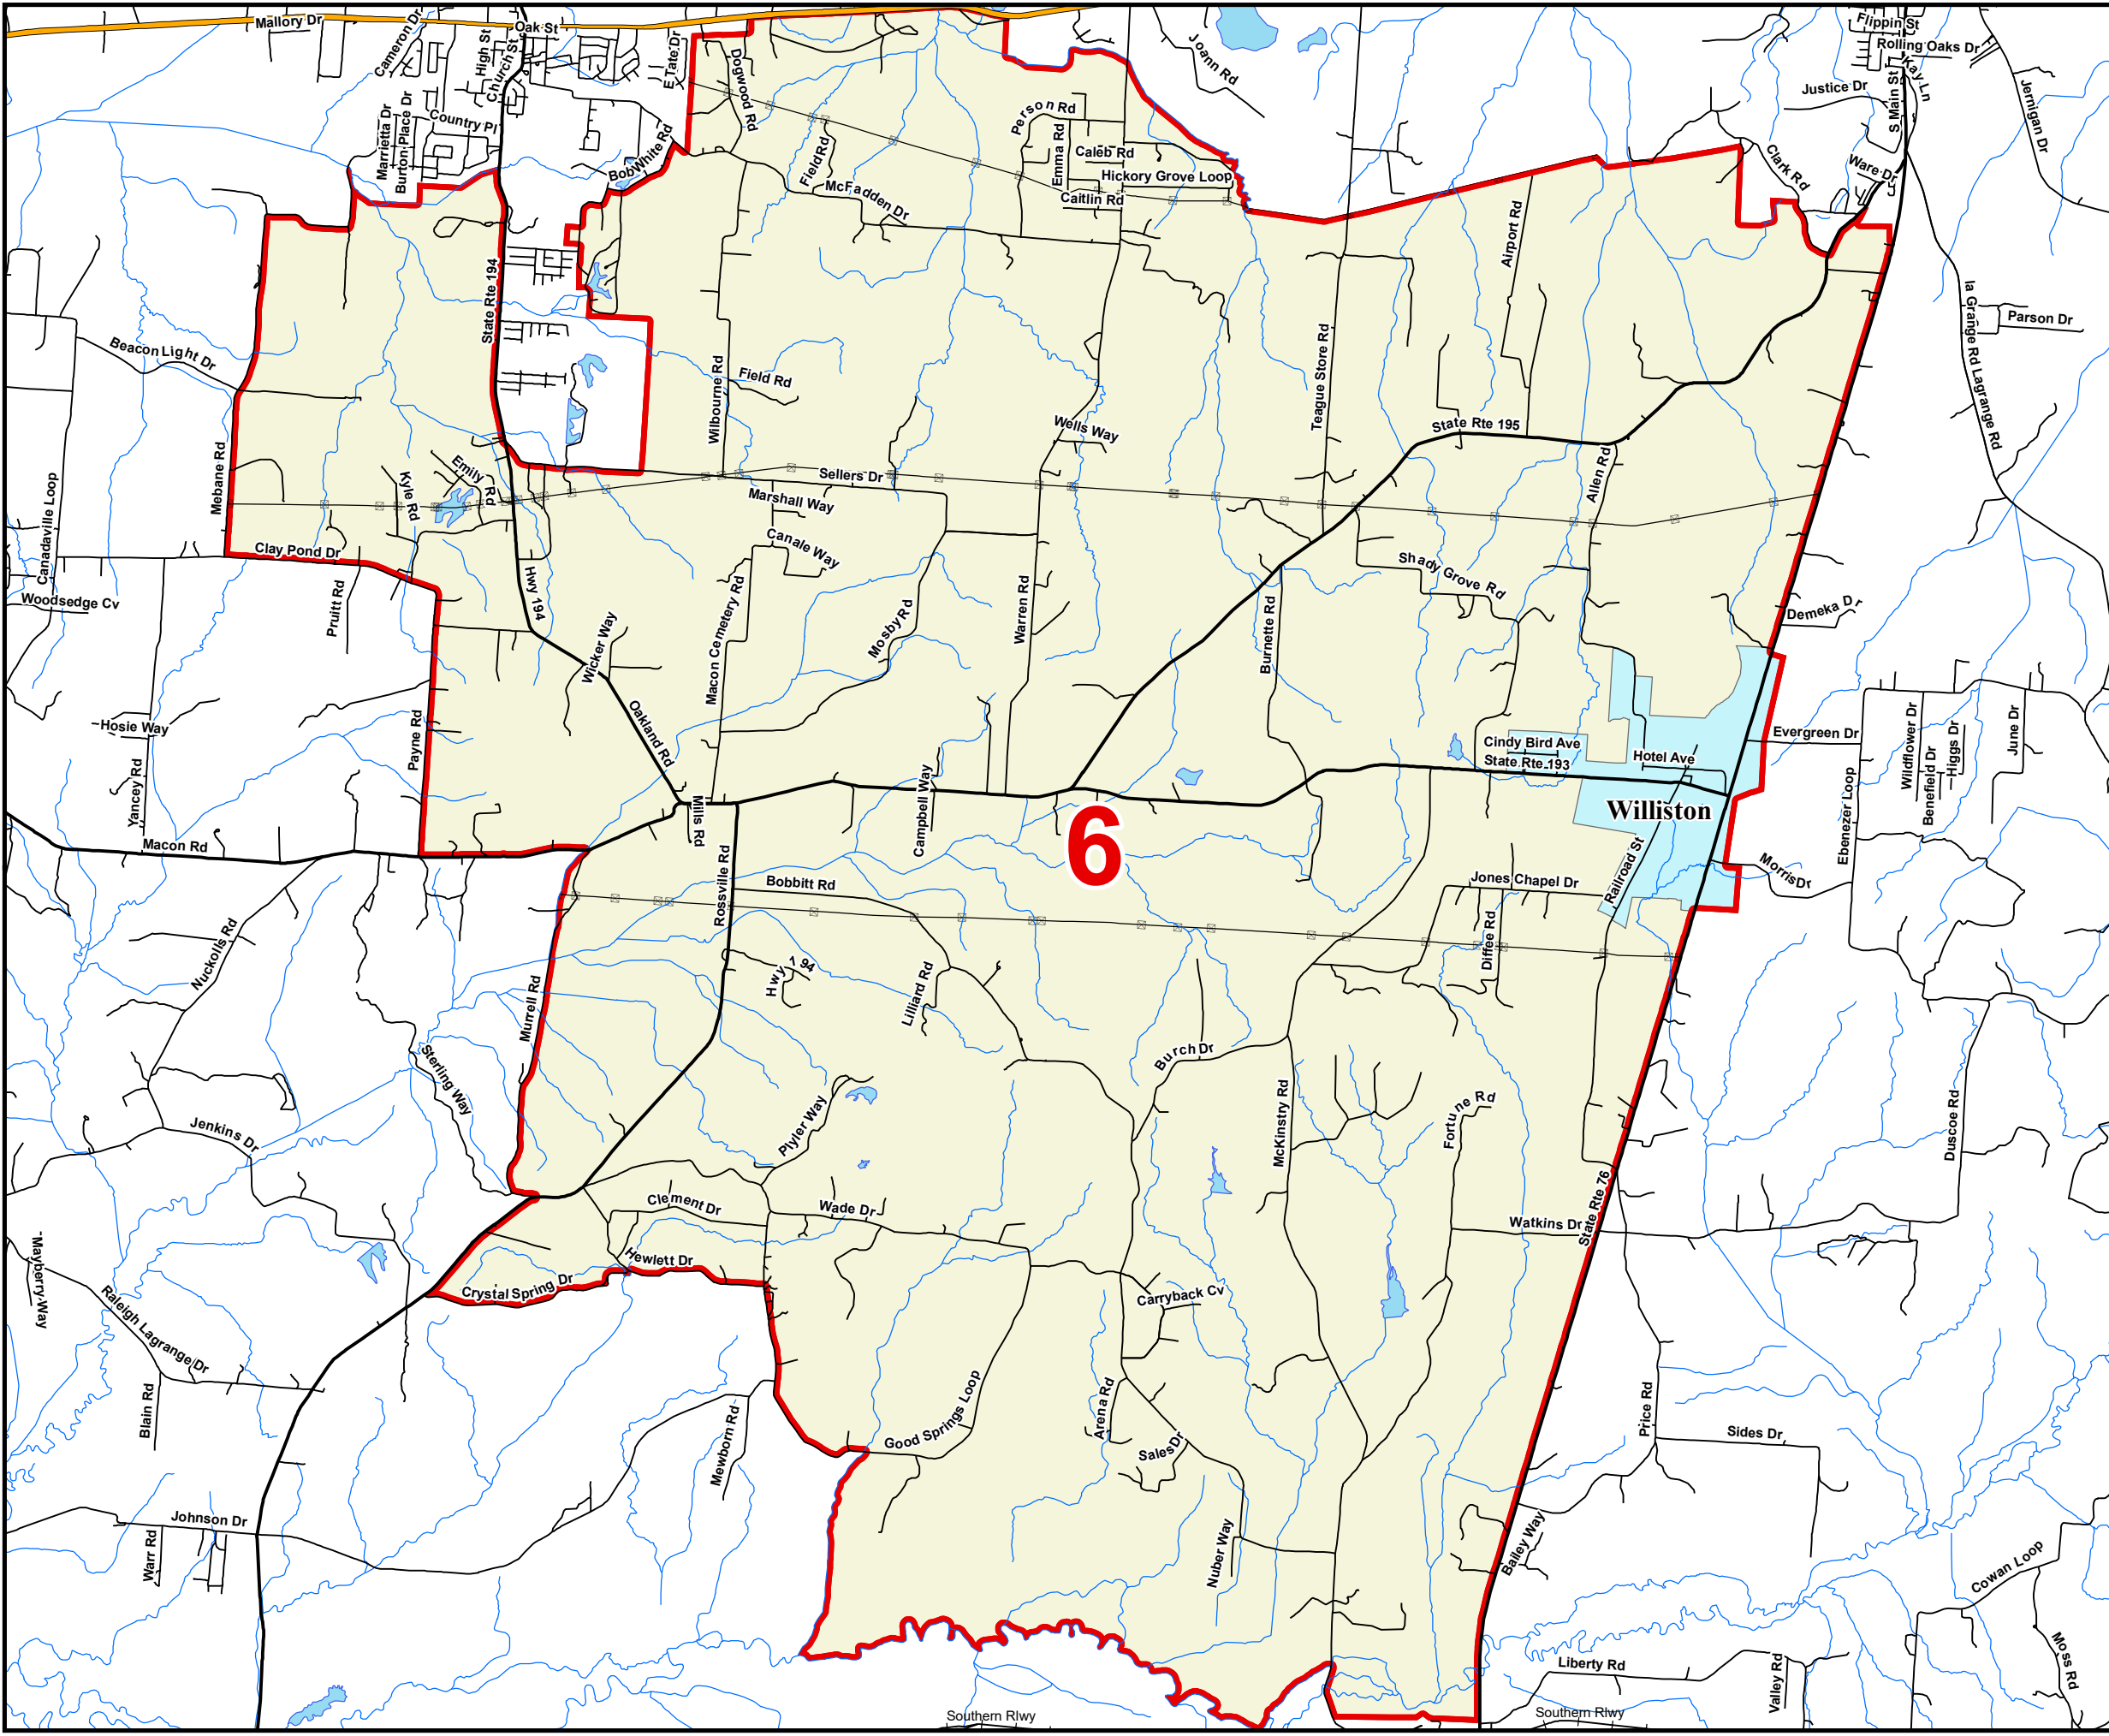 Mallory Dr
Cameron Dr
High St
Church St
Oak St
E Tate Dr
Dogwood Rd
Joann Rd
Flippin St
Rolling Oaks Dr
Kay Ln
Justice Dr
S Main St
Jernigan Dr
Marrietta Dr
Burton Place Dr
Country Pl
BobWhite Rd
Field Rd
McFadden Dr
Person Rd
Emma Rd
Caleb Rd
Hickory Grove Loop
Caitlin Rd
Clark Rd
Ware Dr
Airport Rd
State Rte 194
Beacon Light Dr
Wilbourne Rd
Field Rd
Teague Store Rd
la Grange Rd Lagrange Rd
Parson Dr
Wells Way
State Rte 195
Allen Rd
Mebane Rd
Canadaville Loop
Emily Rd
Kyle Rd
Sellers Dr
Marshall Way
Canale Way
Clay Pond Dr
Woodsedge Cv
Pruitt Rd
Hwy 194
Wicker Way
Macon Cemetery Rd
Mosby Rd
Warren Rd
Burnette Rd
Shady Grove Rd
Demeka Dr
Hosie Way
Yancey Rd
Payne Rd
Oakland Rd
Cindy Bird Ave
State Rte 193
Hotel Ave
Evergreen Dr
Wildflower Dr
Benefield Dr
Higgs Dr
June Dr
Macon Rd
Mills Rd
Campbell Way
6
Williston
Ebenezer Loop
Rossville Rd
Bobbitt Rd
Jones Chapel Dr
Railroad St
Morris Dr
Nuckolls Rd
Murrell Rd
Hwy 194
Lilliard Rd
Diffee Rd
Sterling Way
Burch Dr
Jenkins Dr
Plyler Way
McKinstry Rd
Fortune Rd
Duscoe Rd
Clement Dr
Wade Dr
Watkins Dr
State Rte 76
Mayberry Way
Hewlett Dr
Crystal Spring Dr
Raleigh Lagrange Dr
Carryback Cv
Blain Rd
Mewborn Rd
Good Springs Loop
Arena Rd
Sales Dr
Price Rd
Sides Dr
Johnson Dr
Warr Rd
Nuber Way
Bailey Way
Cowan Loop
Liberty Rd
Valley Rd
Moss Rd
Southern Rlwy
Southern Rlwy